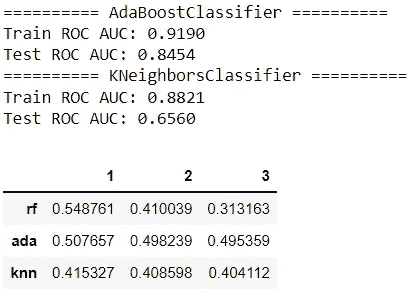 ========== AdaBoostClassifier ==========
Train ROC AUC: 0.9190
Test ROC AUC: 0.8454
========== KNeighborsClassifier ==========
Train ROC AUC: 0.8821
Test ROC AUC: 0.6560
1 2 3
rf 0.548761 0.410039 0.313163
ada 0.507657 0.498239 0.495359
knn 0.415327 0.408598 0.404112